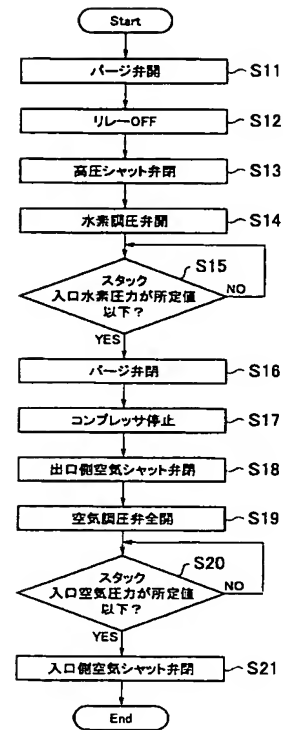 Start
パージ弁開
S11
リレーOFF
S12
高圧シャット弁閉
S13
水素調圧弁開
S14
スタック
入口水素圧力が所定値
以下？
S15
NO
YES
パージ弁閉
S16
コンプレッサ停止
S17
出口側空気シャット弁閉
S18
空気調圧弁全開
S19
スタック
入口空気圧力が所定値
以下？
S20
NO
YES
入口側空気シャット弁閉
S21
End